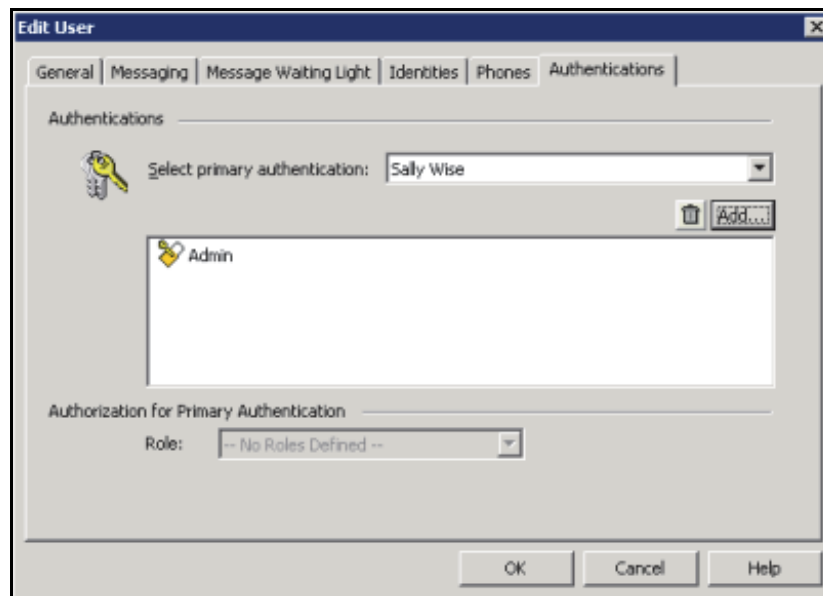 Edit User
General Messaging Message Waiting Light Identities Phones Authentications
Authentications
Select primary authentication: Sally Wise
Add...
Admin
Authorization for Primary Authentication
Role: -- No Roles Defined --
OK Cancel Help